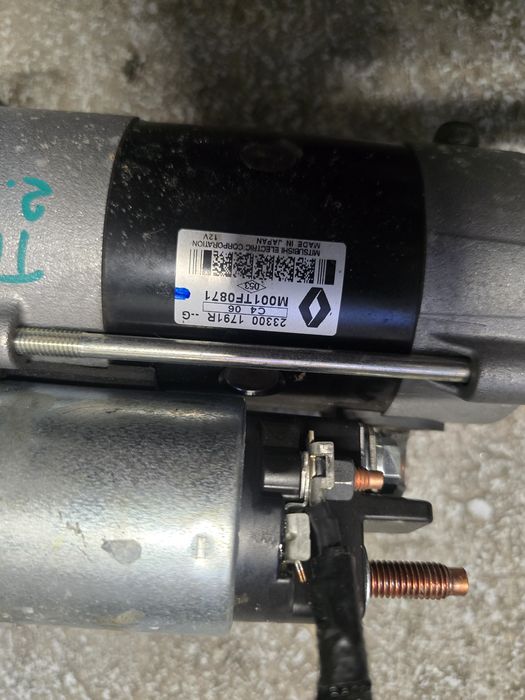 23300 1791R --G
C4 06
M001TF0871
053
12V
MADE IN JAPAN
MITSUBISHI ELECTRIC CORPORATION